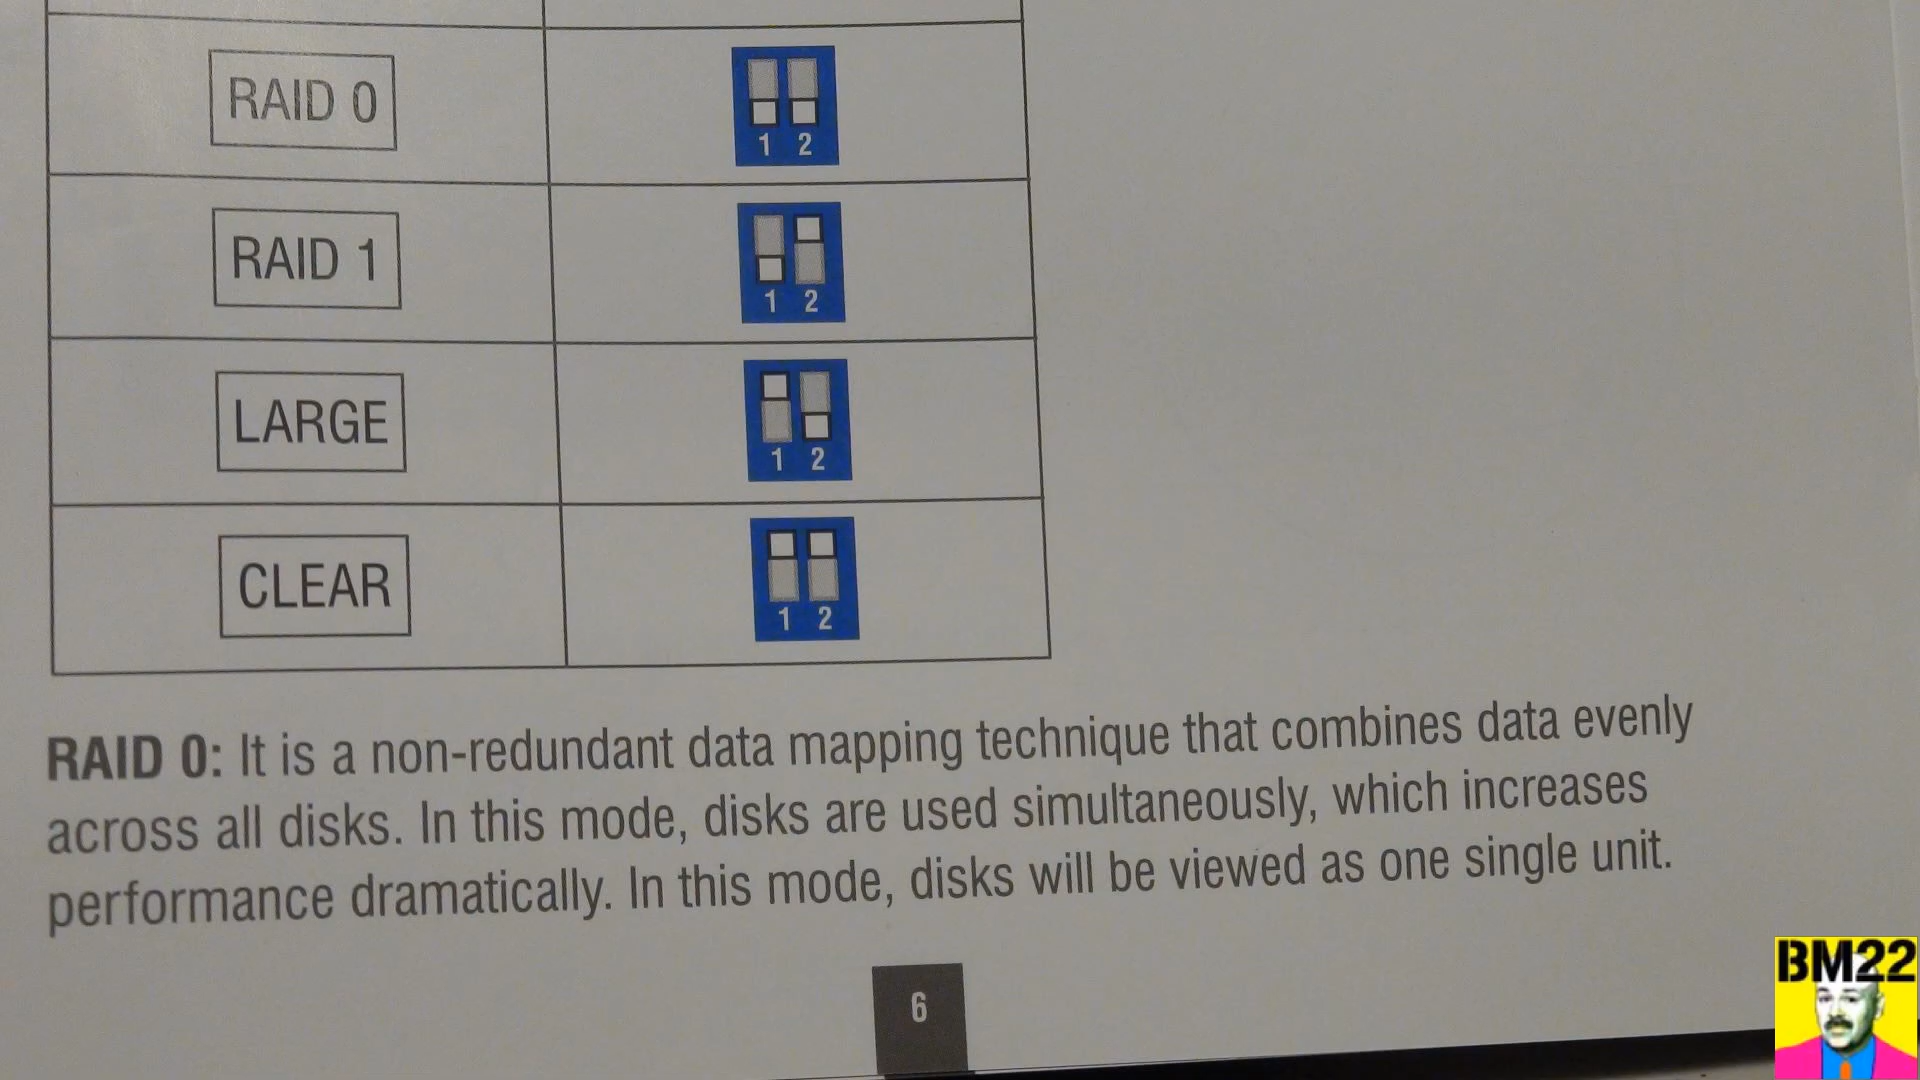 RAID 0
1 2
RAID 1
1 2
LARGE
1 2
CLEAR
1 2
RAID 0: It is a non-redundant data mapping technique that combines data evenly
across all disks. In this mode, disks are used simultaneously, which increases
performance dramatically. In this mode, disks will be viewed as one single unit.
6
BM22